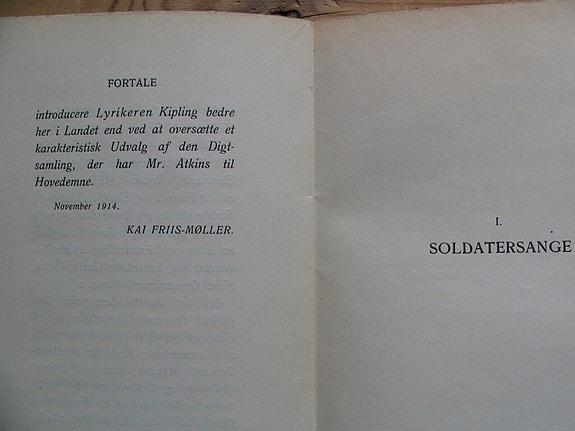 FORTALE
introducere Lyrikeren Kipling bedre
her i Landet end ved at oversætte et
karakteristisk Udvalg af den Digt-
samling, der har Mr. Atkins til
Hovedemne.
November 1914.
KAI FRIIS-MØLLER.
I.
SOLDATERSANGE